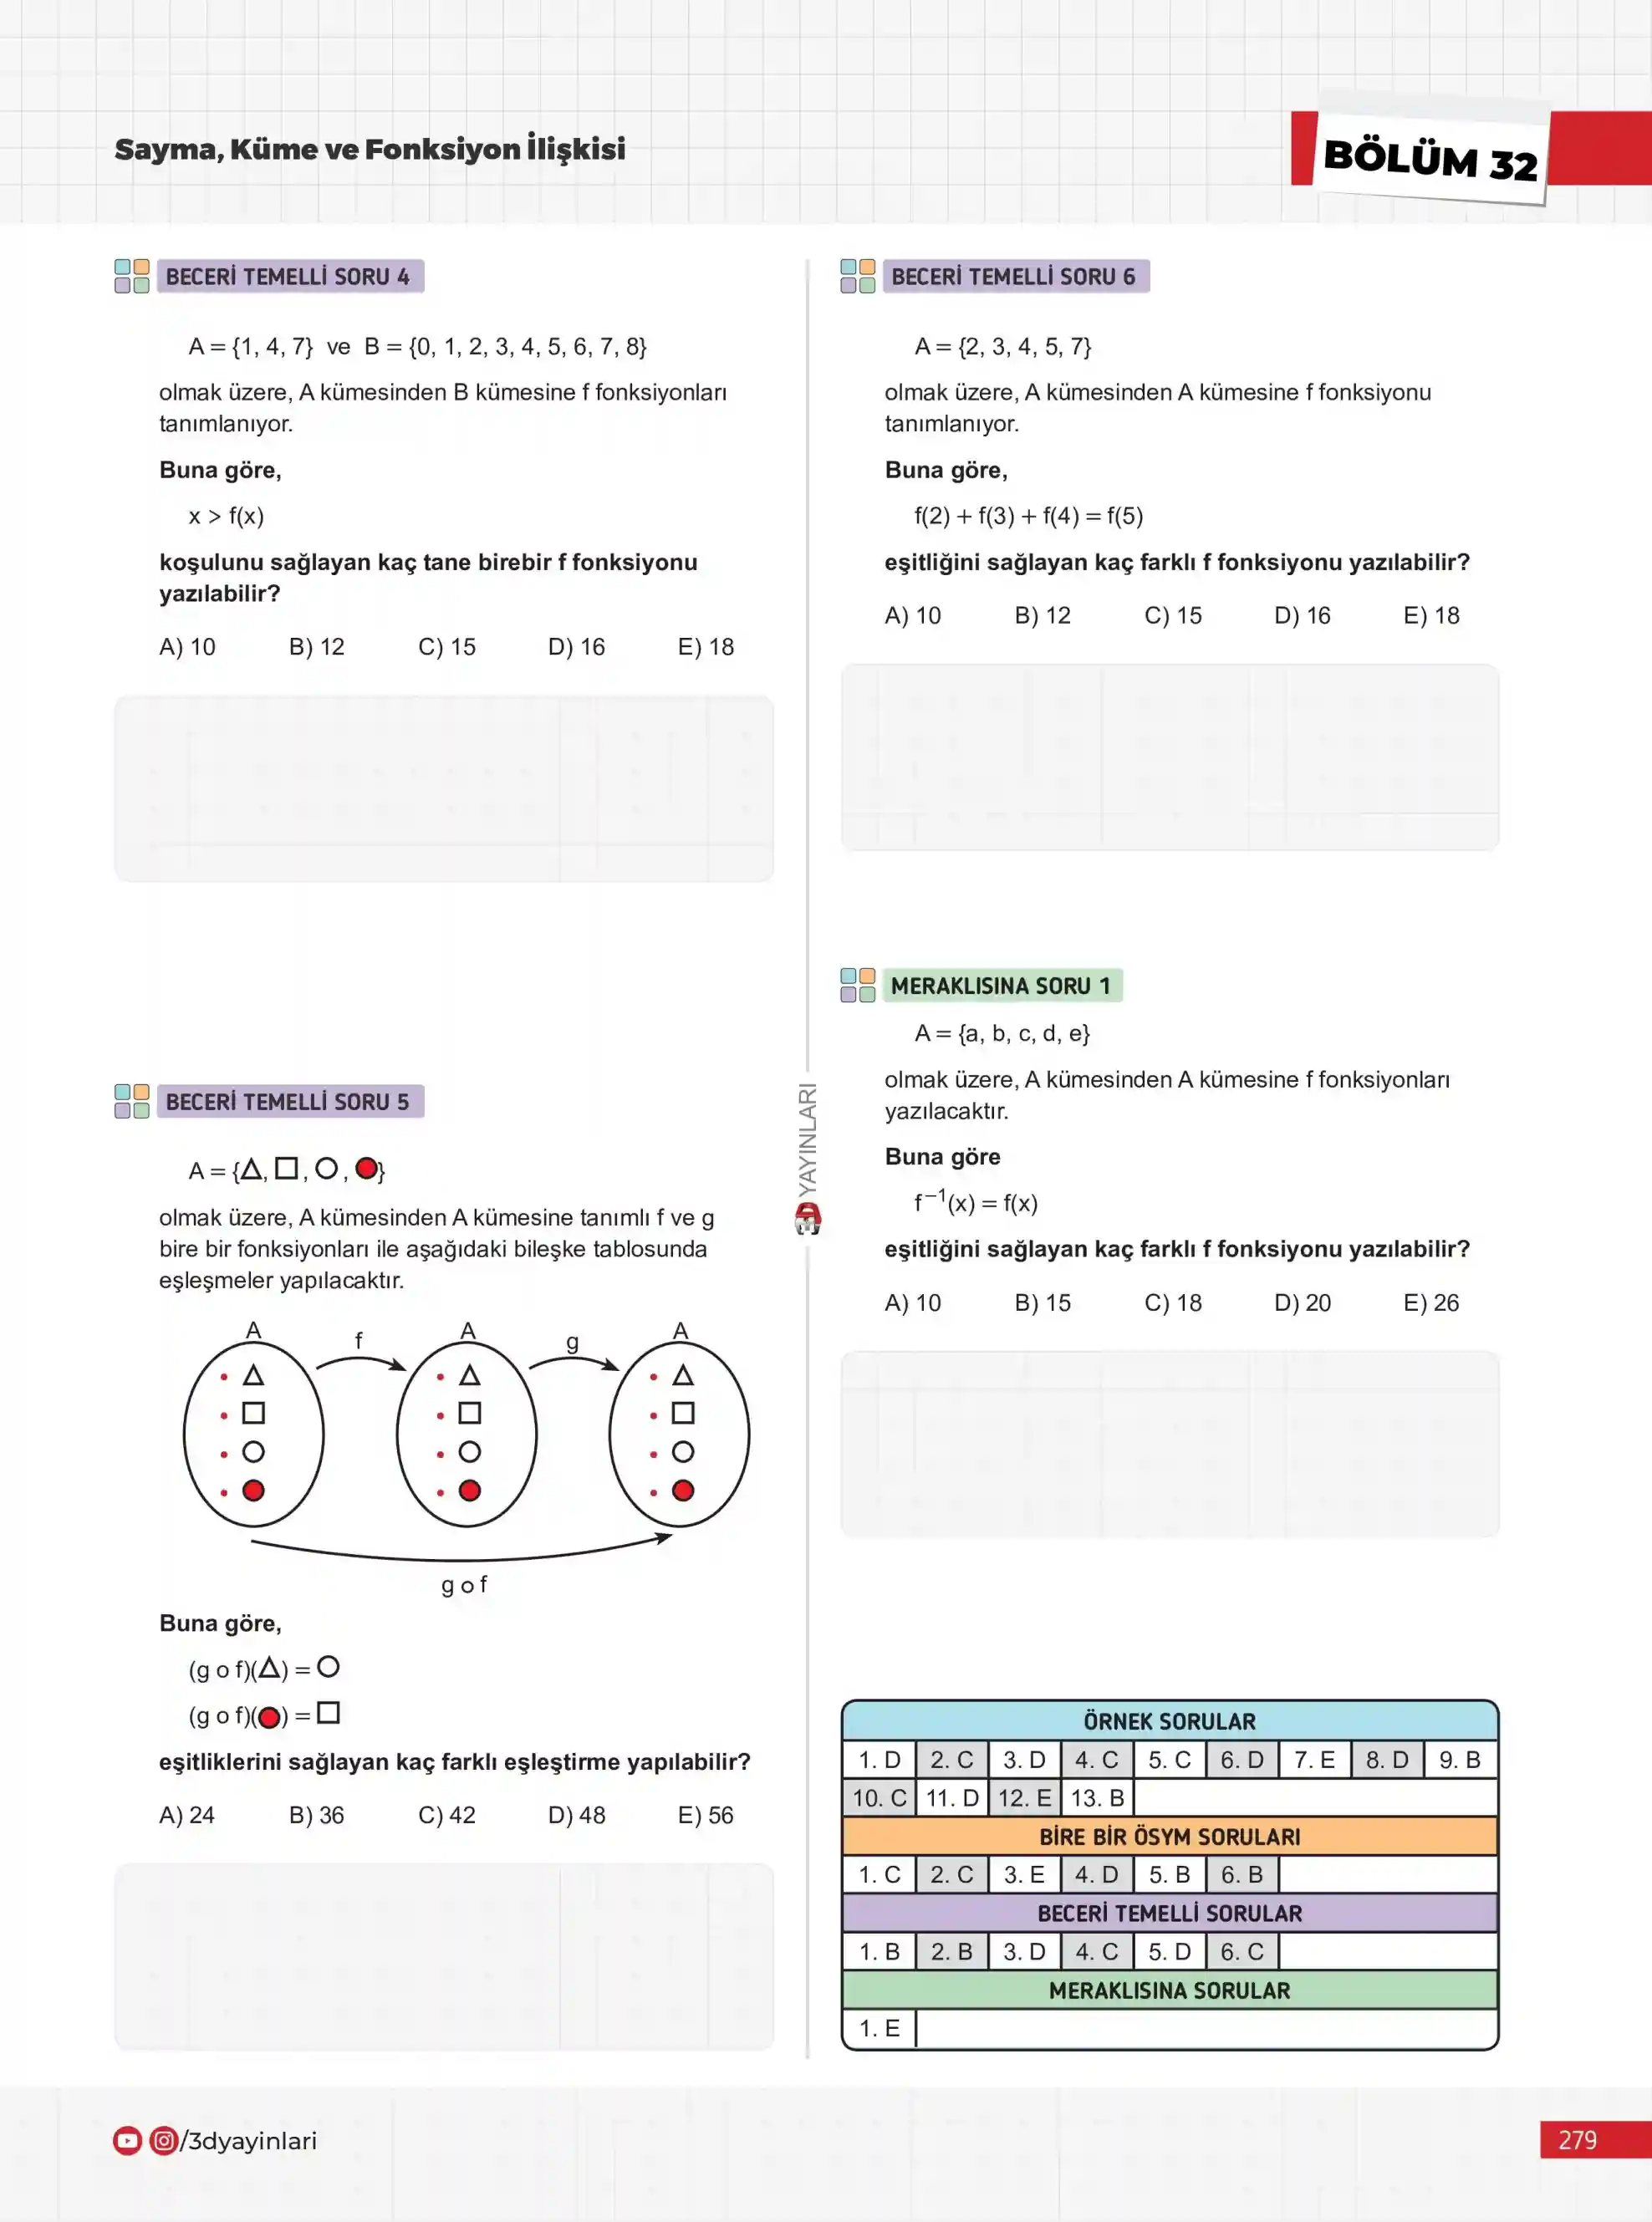 Sayma, Küme ve Fonksiyon İlişkisi
BÖLÜM 32
BECERİ TEMELLİ SORU 4
A = {1, 4, 7} ve B = {0, 1, 2, 3, 4, 5, 6, 7, 8}
olmak üzere, A kümesinden B kümesine f fonksiyonları
tanımlanıyor.
Buna göre,
x > f(x)
koşulunu sağlayan kaç tane birebir f fonksiyonu
yazılabilir?
A) 10 B) 12 C) 15 D) 16 E) 18
BECERİ TEMELLİ SORU 5
A = {△, □, ○, ●}
olmak üzere, A kümesinden A kümesine tanımlı f ve g
bire bir fonksiyonları ile aşağıdaki bileşke tablosunda
eşleşmeler yapılacaktır.
A f A g A
g o f
Buna göre,
(g o f)(△) = ○
(g o f)(●) = □
eşitliklerini sağlayan kaç farklı eşleştirme yapılabilir?
A) 24 B) 36 C) 42 D) 48 E) 56
YAYINLARI
BECERİ TEMELLİ SORU 6
A = {2, 3, 4, 5, 7}
olmak üzere, A kümesinden A kümesine f fonksiyonu
tanımlanıyor.
Buna göre,
f(2) + f(3) + f(4) = f(5)
eşitliğini sağlayan kaç farklı f fonksiyonu yazılabilir?
A) 10 B) 12 C) 15 D) 16 E) 18
MERAKLISINA SORU 1
A = {a, b, c, d, e}
olmak üzere, A kümesinden A kümesine f fonksiyonları
yazılacaktır.
Buna göre
f⁻¹(x) = f(x)
eşitliğini sağlayan kaç farklı f fonksiyonu yazılabilir?
A) 10 B) 15 C) 18 D) 20 E) 26
ÖRNEK SORULAR
1. D 2. C 3. D 4. C 5. C 6. D 7. E 8. D 9. B
10. C 11. D 12. E 13. B
BİRE BİR ÖSYM SORULARI
1. C 2. C 3. E 4. D 5. B 6. B
BECERİ TEMELLİ SORULAR
1. B 2. B 3. D 4. C 5. D 6. C
MERAKLISINA SORULAR
1. E
/3dyayinlari
279